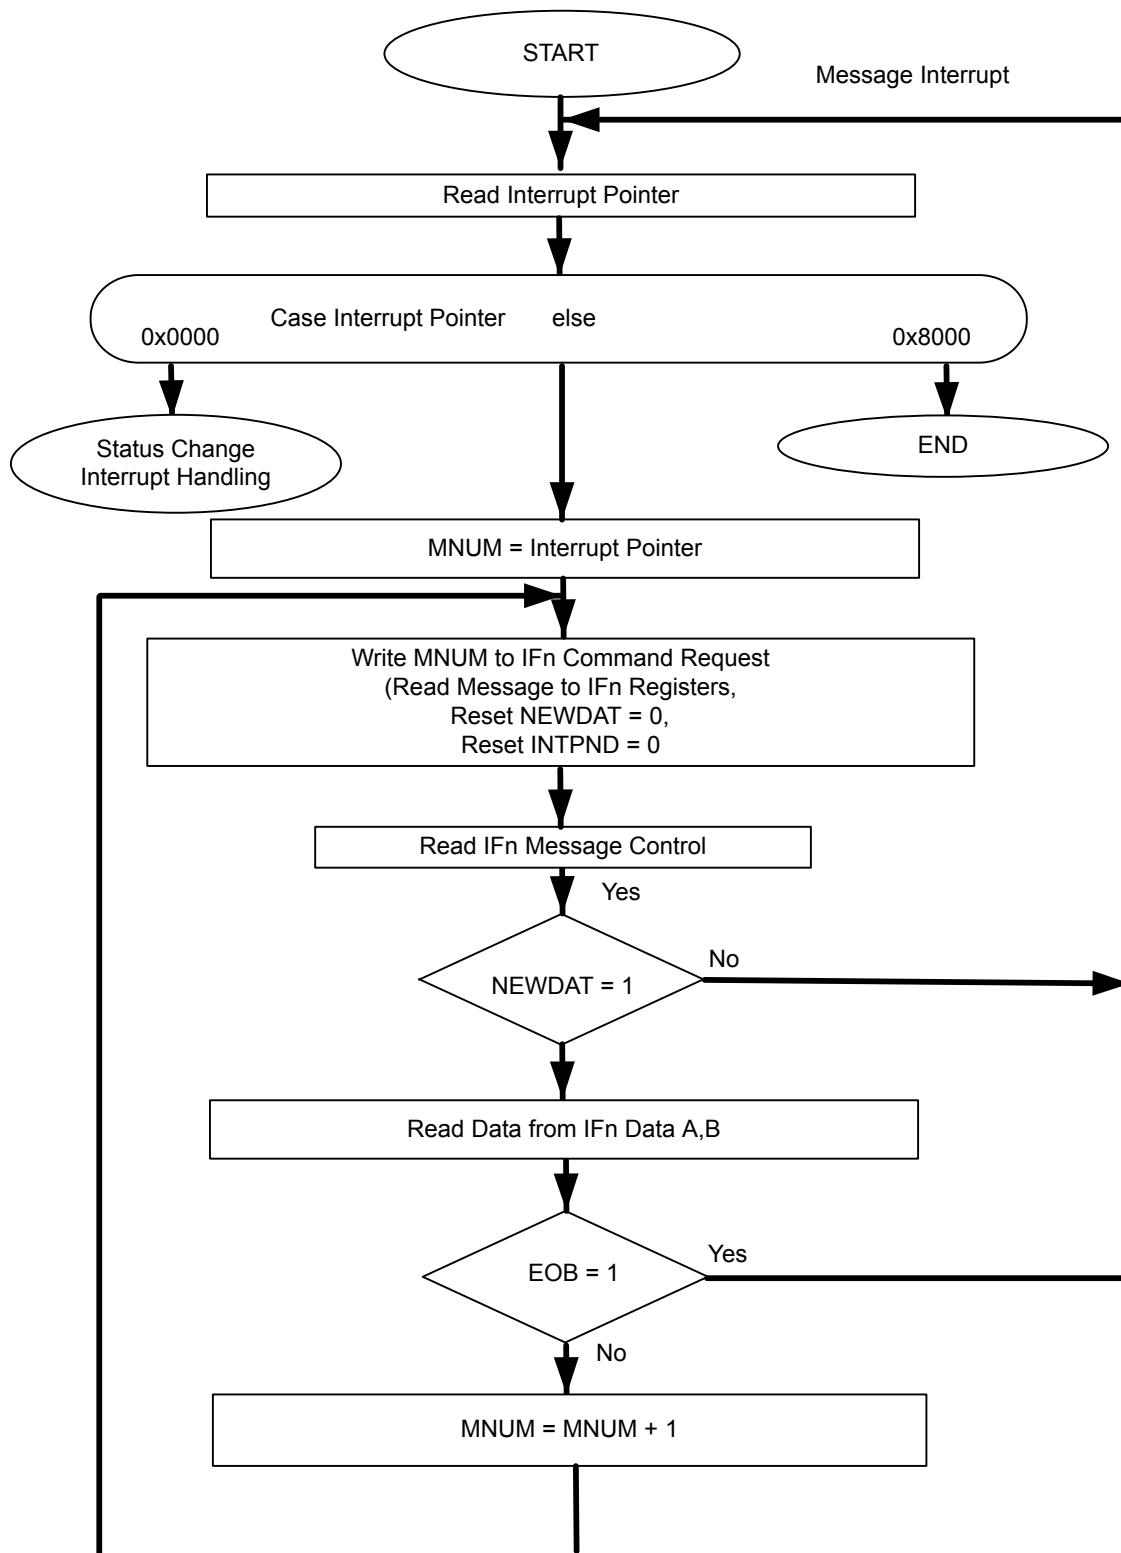 START
Message Interrupt
Read Interrupt Pointer
Case Interrupt Pointer else
0x0000
0x8000
Status Change
Interrupt Handling
END
MNUM = Interrupt Pointer
Write MNUM to IFn Command Request
(Read Message to IFn Registers,
Reset NEWDAT = 0,
Reset INTPND = 0
Read IFn Message Control
Yes
No
NEWDAT = 1
Read Data from IFn Data A,B
Yes
EOB = 1
No
MNUM = MNUM + 1